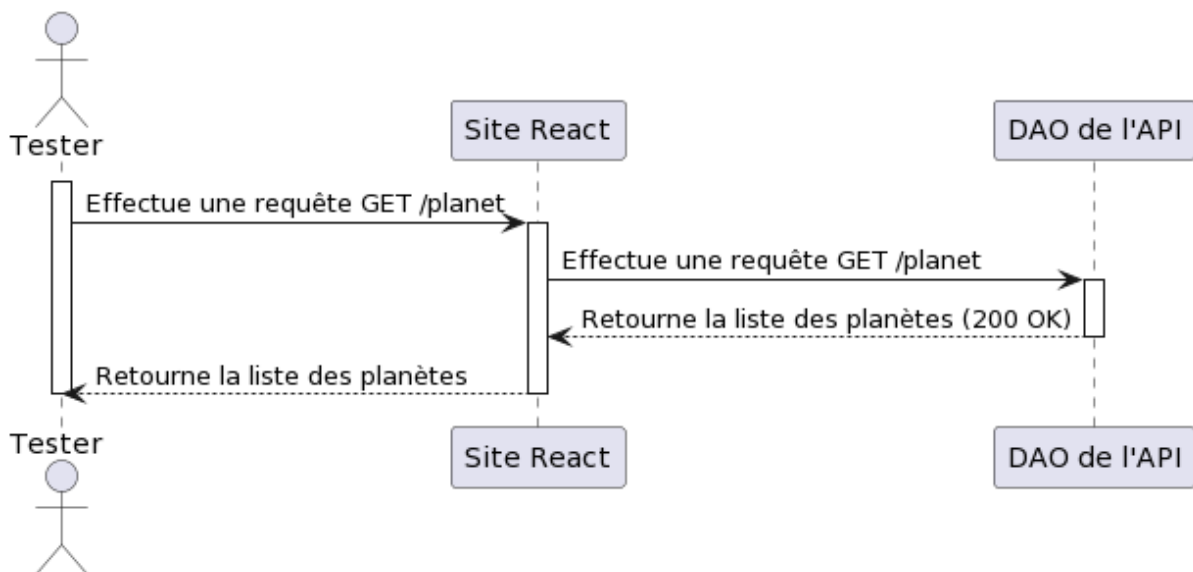 Tester
Site React
DAO de l'API
Effectue une requête GET /planet
Effectue une requête GET /planet
Retourne la liste des planètes (200 OK)
Retourne la liste des planètes
Tester
Site React
DAO de l'API